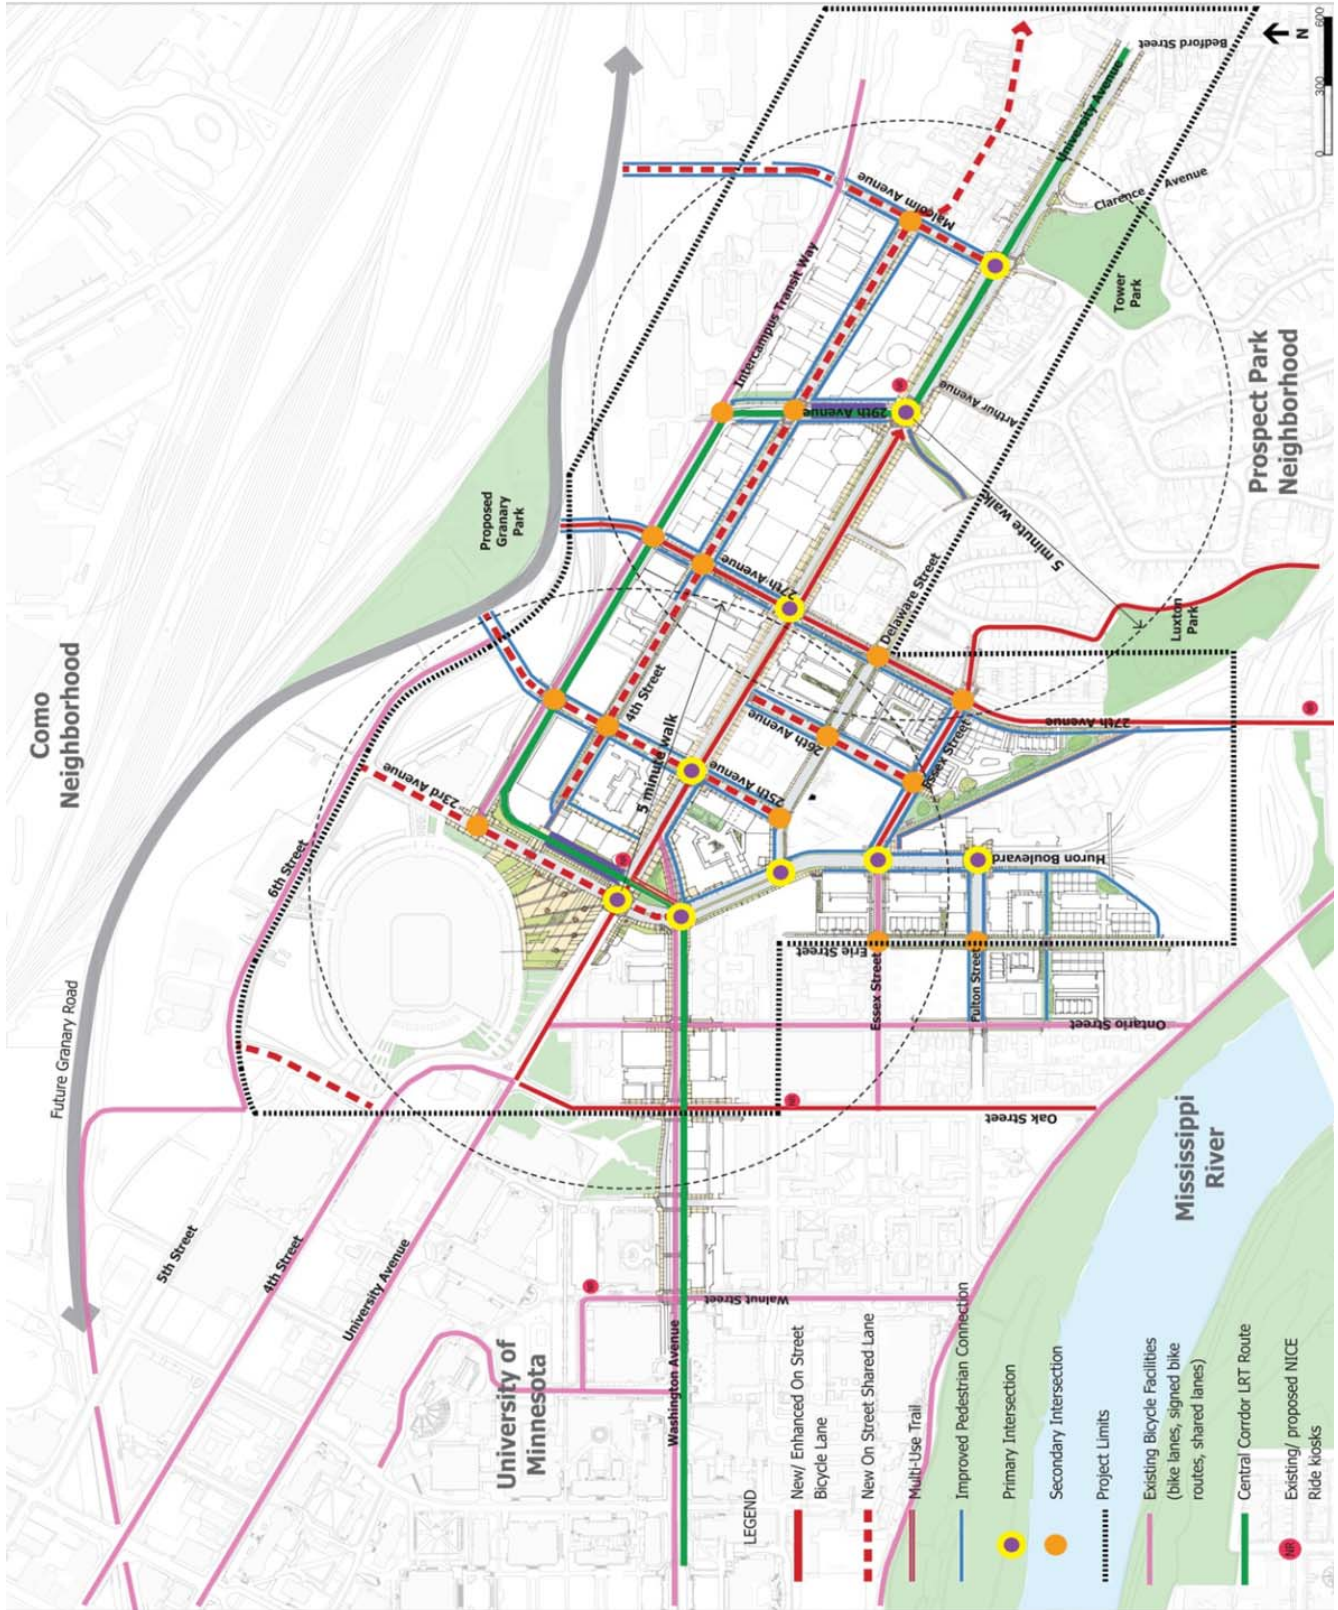 Como
Neighborhood
Future Granary Road
6th Street
23rd Avenue
Proposed
Granary
Park
Intercampus Transit Way
Malcolm Avenue
University Avenue
Bedford Street
Clarence Avenue
Tower
Park
29th Avenue
Arthur Avenue
Prospect Park
Neighborhood
5 minute walk
27th Avenue
Delaware Street
Luxton
Park
4th Street
5 minute walk
25th Avenue
26th Avenue
Essex Street
27th Avenue
Huron Boulevard
Erie Street
Essex Street
Fulton Street
Ontario Street
Oak Street
Mississippi
River
5th Street
4th Street
University Avenue
University of
Minnesota
Washington Avenue
Walnut Street
N
0 300 600
LEGEND
New/ Enhanced On Street
Bicycle Lane
New On Street Shared Lane
Multi-Use Trail
Improved Pedestrian Connection
Primary Intersection
Secondary Intersection
Project Limits
Existing Bicycle Facilities
(bike lanes, signed bike
routes, shared lanes)
Central Corrdor LRT Route
NR
Existing/ proposed NICE
Ride kiosks